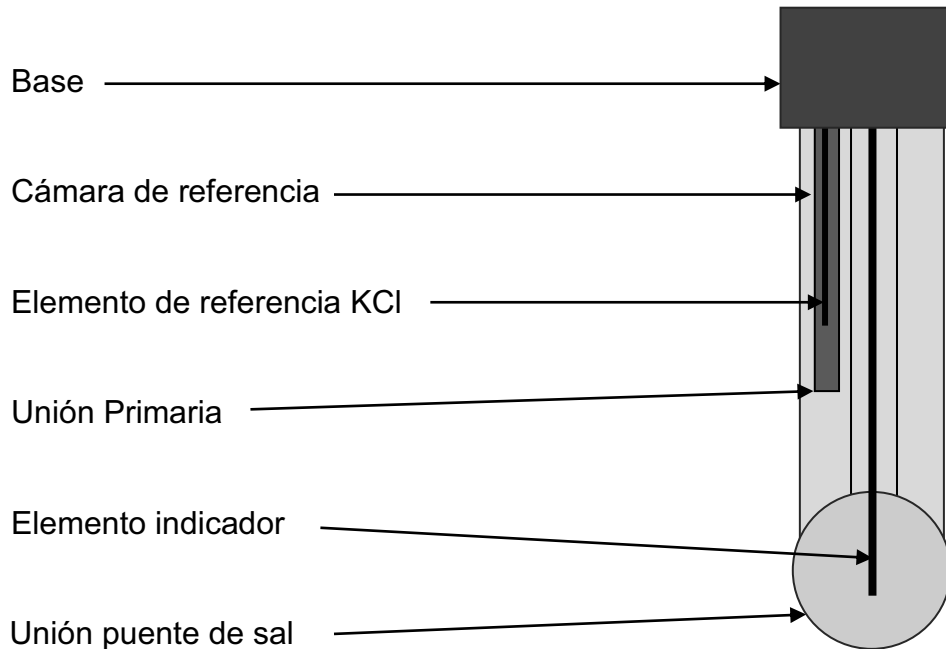 Base
Cámara de referencia
Elemento de referencia KCl
Unión Primaria
Elemento indicador
Unión puente de sal